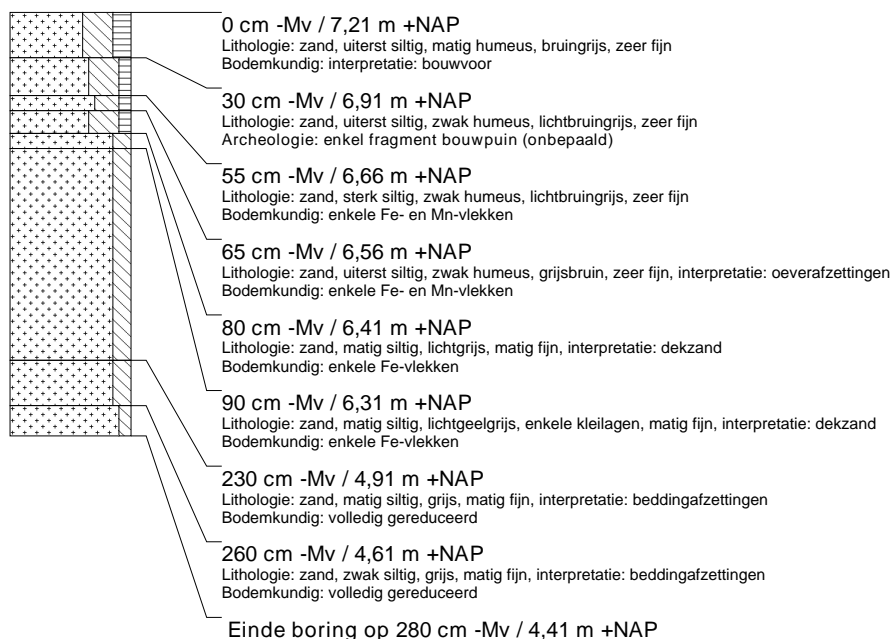 0 cm -Mv / 7,21 m +NAP
Lithologie: zand, uiterst siltig, matig humeus, bruingrijs, zeer fijn
Bodemkundig: interpretatie: bouwvoor
30 cm -Mv / 6,91 m +NAP
Lithologie: zand, uiterst siltig, zwak humeus, lichtbruingrijs, zeer fijn
Archeologie: enkel fragment bouwpuin (onbepaald)
55 cm -Mv / 6,66 m +NAP
Lithologie: zand, sterk siltig, zwak humeus, lichtbruingrijs, zeer fijn
Bodemkundig: enkele Fe- en Mn-vlekken
65 cm -Mv / 6,56 m +NAP
Lithologie: zand, uiterst siltig, zwak humeus, grijsbruin, zeer fijn, interpretatie: oeverafzettingen
Bodemkundig: enkele Fe- en Mn-vlekken
80 cm -Mv / 6,41 m +NAP
Lithologie: zand, matig siltig, lichtgrijs, matig fijn, interpretatie: dekzand
Bodemkundig: enkele Fe-vlekken
90 cm -Mv / 6,31 m +NAP
Lithologie: zand, matig siltig, lichtgeelgrijs, enkele kleilagen, matig fijn, interpretatie: dekzand
Bodemkundig: enkele Fe-vlekken
230 cm -Mv / 4,91 m +NAP
Lithologie: zand, matig siltig, grijs, matig fijn, interpretatie: beddingafzettingen
Bodemkundig: volledig gereduceerd
260 cm -Mv / 4,61 m +NAP
Lithologie: zand, zwak siltig, grijs, matig fijn, interpretatie: beddingafzettingen
Bodemkundig: volledig gereduceerd
Einde boring op 280 cm -Mv / 4,41 m +NAP